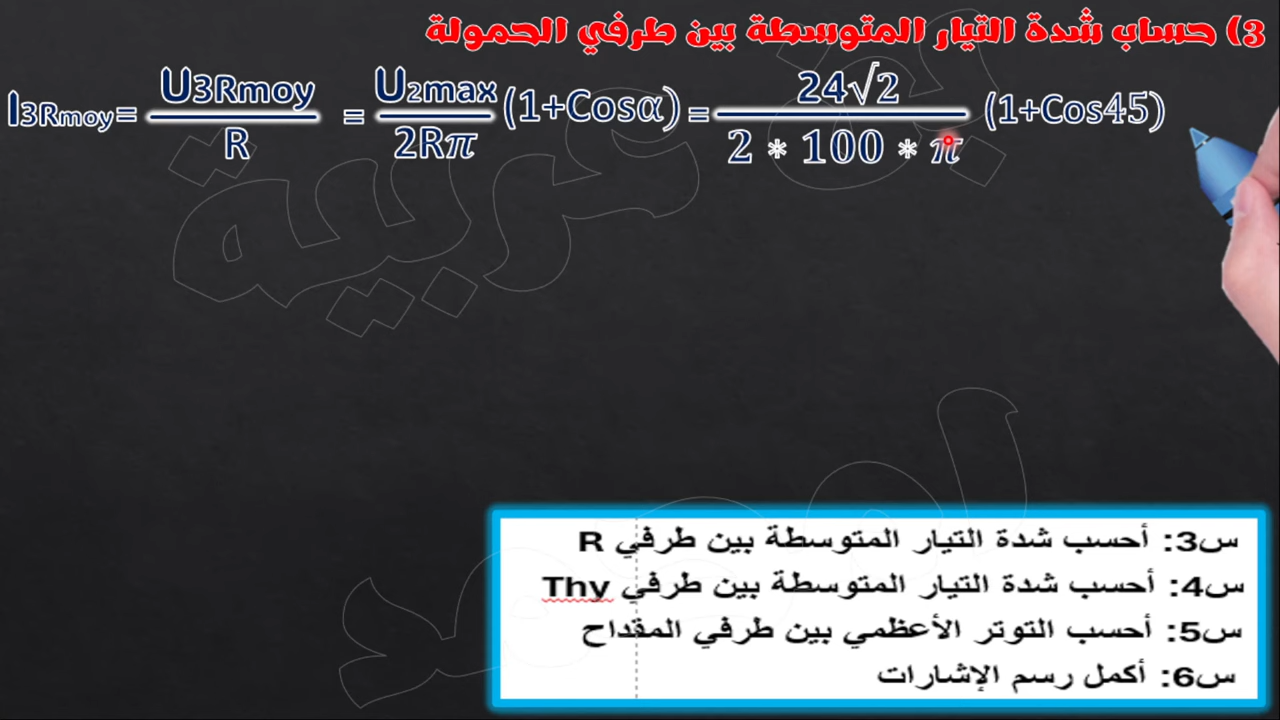 3) حساب شدة التيار المتوسطة بين طرفي الحمولة
I3Rmoy= U3Rmoy/R = U2max/2Rπ (1+Cosα) = 24√2/2 * 100 * π (1+Cos45)
س3: أحسب شدة التيار المتوسطة بين طرفي R
س4: أحسب شدة التيار المتوسطة بين طرفي Thy
س5: أحسب التوتر الأعظمي بين طرفي المقداح
س6: أكمل رسم الإشارات